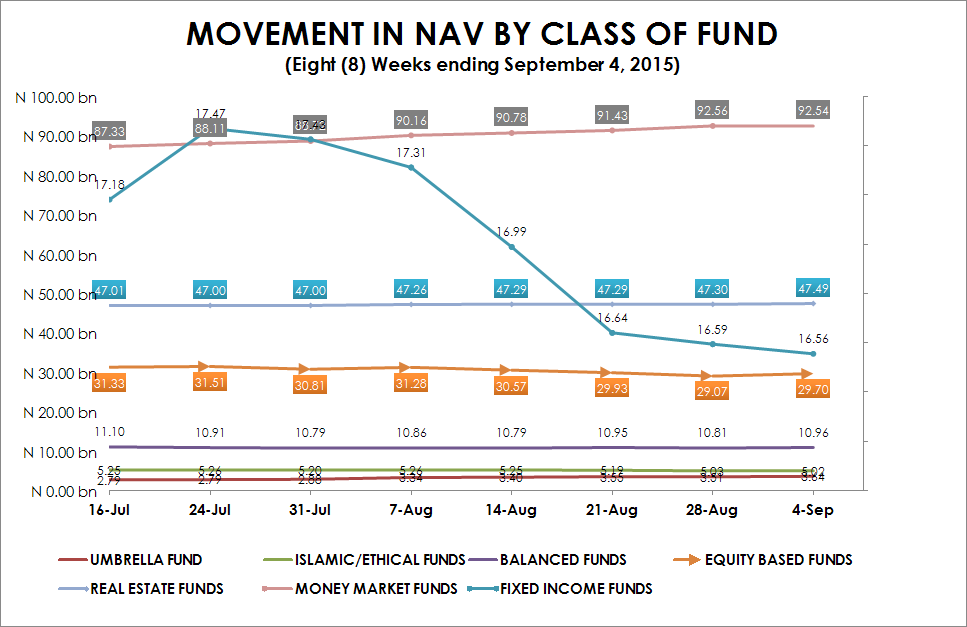 MOVEMENT IN NAV BY CLASS OF FUND
(Eight (8) Weeks ending September 4, 2015)
N 100.00 bn
N 90.00 bn
N 80.00 bn
N 70.00 bn
N 60.00 bn
N 50.00 bn
N 40.00 bn
N 30.00 bn
N 20.00 bn
N 10.00 bn
N 0.00 bn
87.33 88.11 90.16 90.78 91.43 92.56 92.54
17.18 17.47 17.31 16.99 16.64 16.59 16.56
47.01 47.00 47.00 47.26 47.29 47.29 47.30 47.49
31.33 31.51 30.81 31.28 30.57 29.93 29.07 29.70
11.10 10.91 10.79 10.86 10.79 10.95 10.81 10.96
5.25 5.26 5.20 5.26 5.25 5.19 5.03 5.02
2.79 2.79 2.88 3.34 3.40 3.55 3.51 3.64
16-Jul 24-Jul 31-Jul 7-Aug 14-Aug 21-Aug 28-Aug 4-Sep
UMBRELLA FUND ISLAMIC/ETHICAL FUNDS BALANCED FUNDS EQUITY BASED FUNDS
REAL ESTATE FUNDS MONEY MARKET FUNDS FIXED INCOME FUNDS